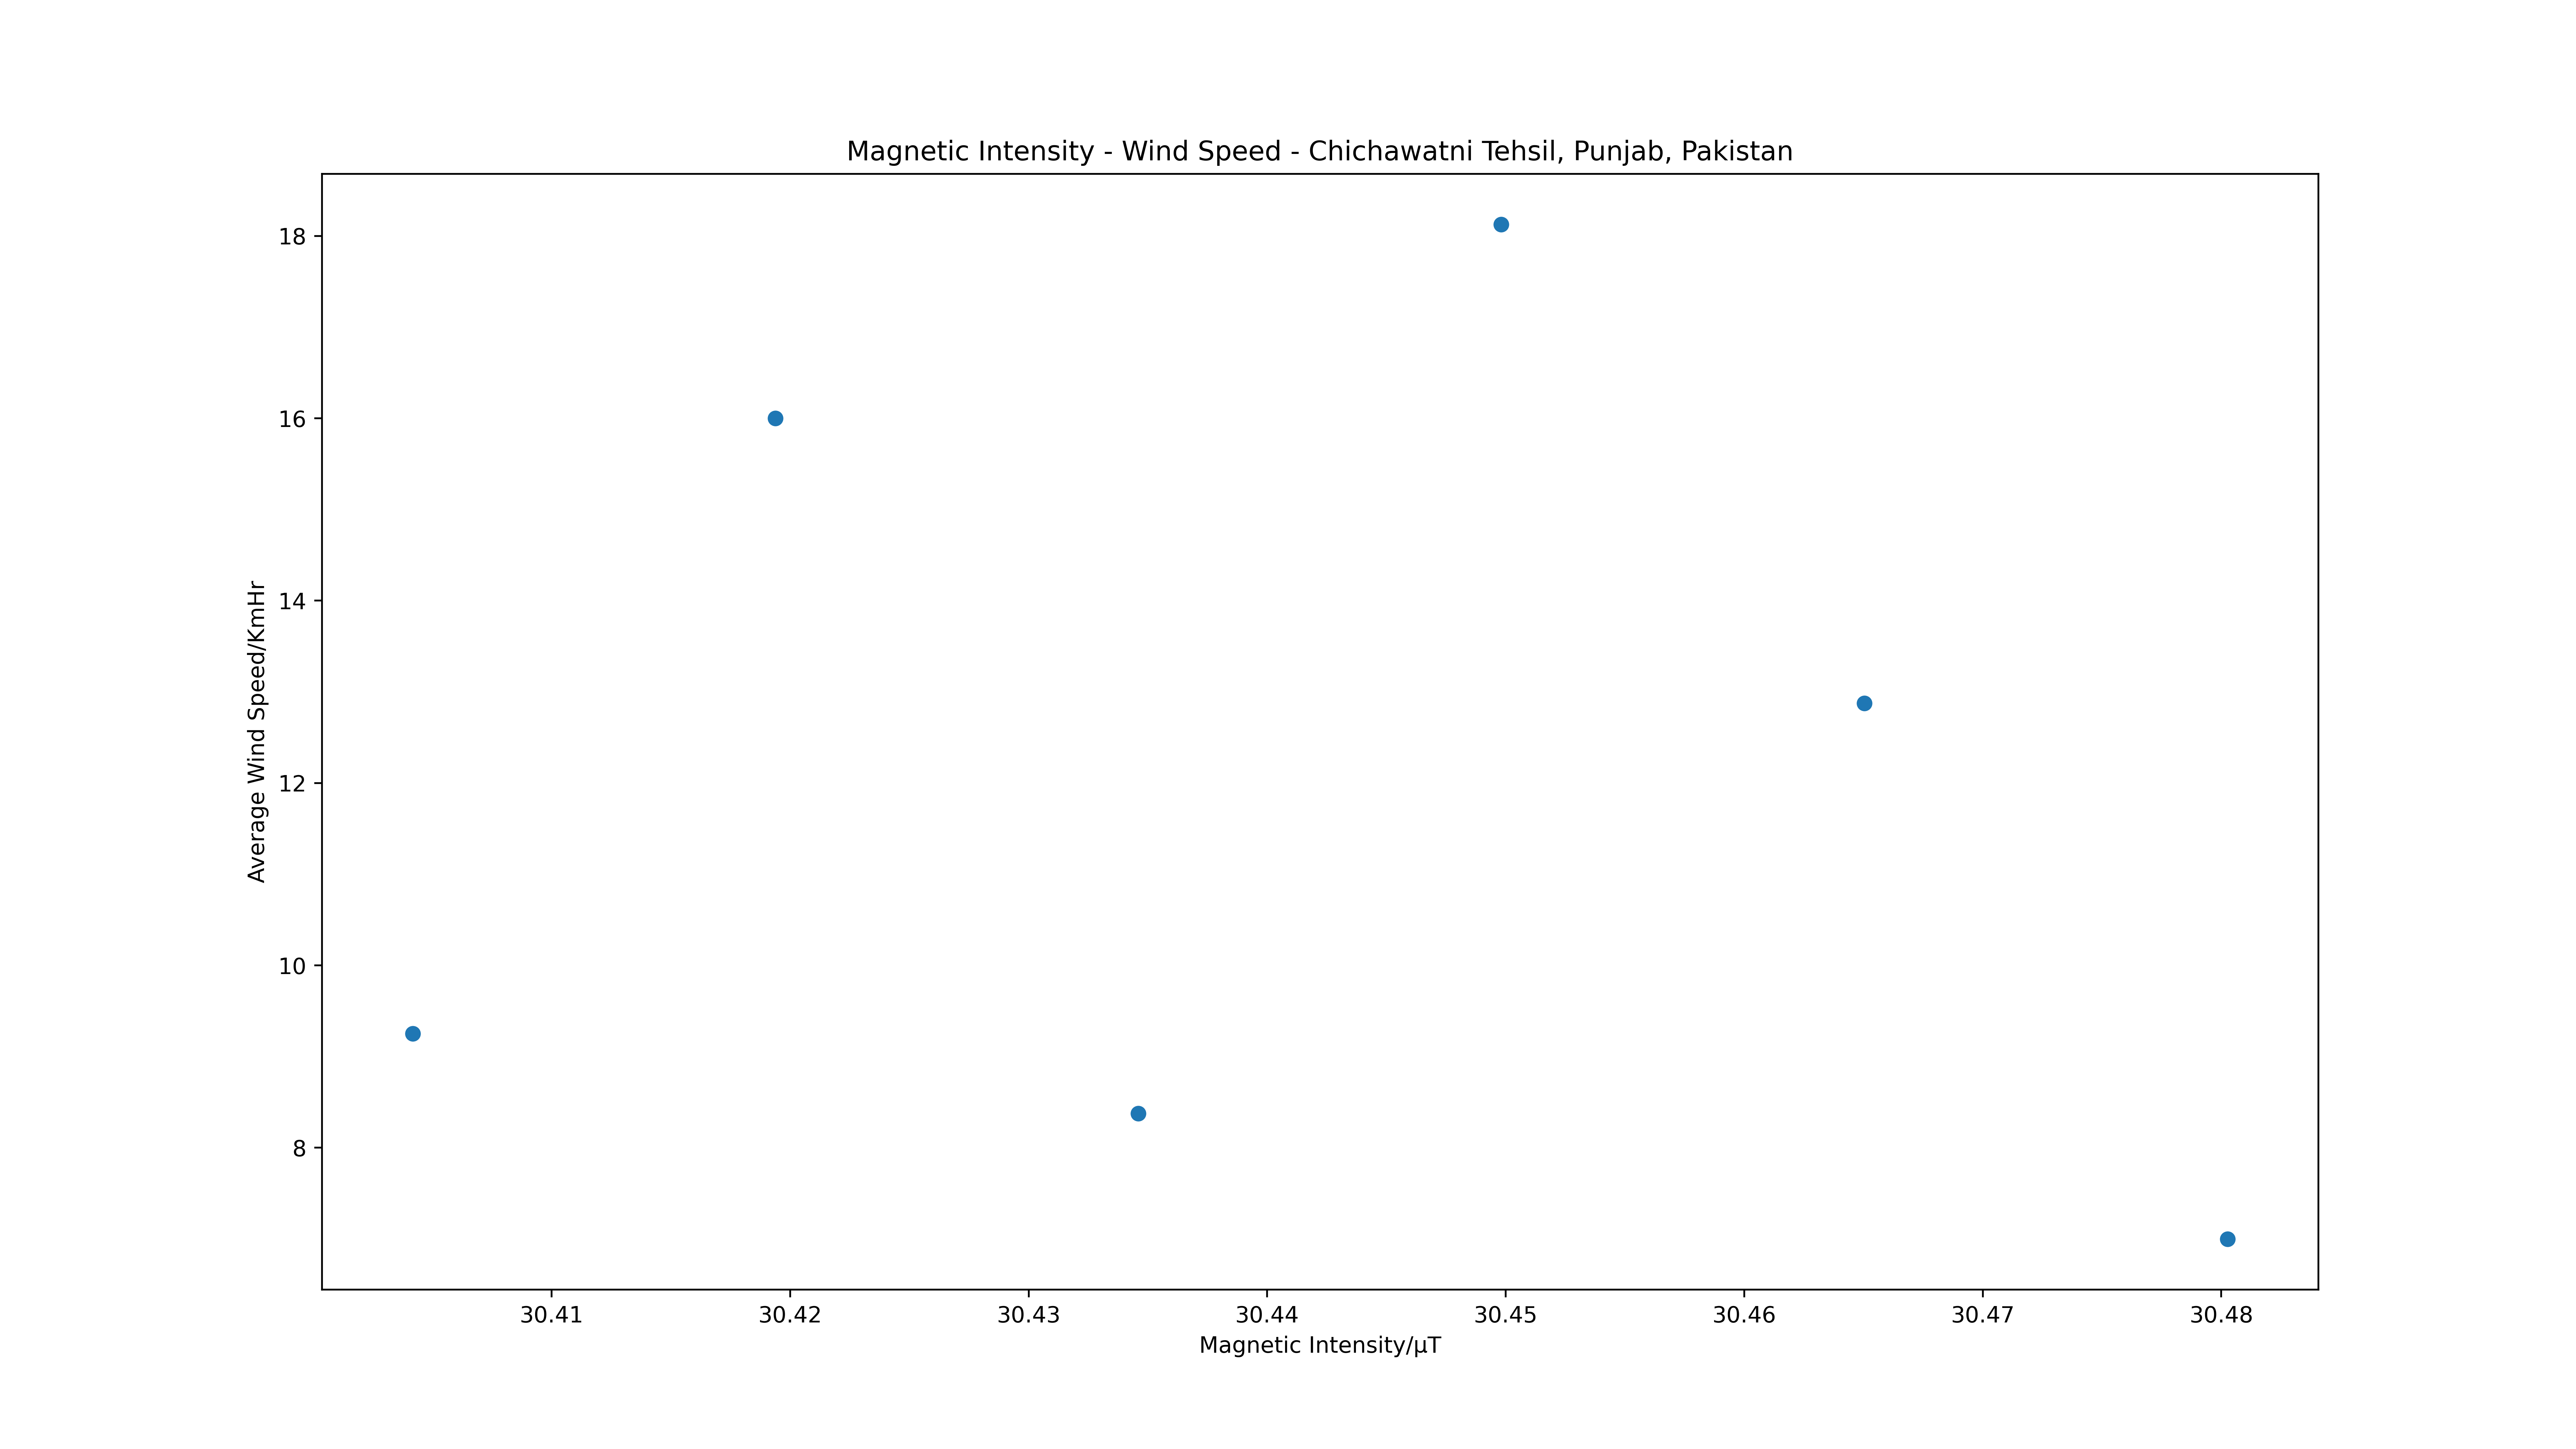 Magnetic Intensity - Wind Speed - Chichawatni Tehsil, Punjab, Pakistan
18
16
14
12
10
8
Average Wind Speed/KmHr
30.41 30.42 30.43 30.44 30.45 30.46 30.47 30.48
Magnetic Intensity/μT